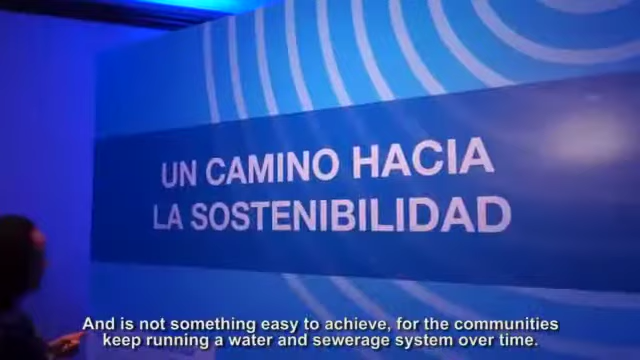 UN CAMINO HACIA
LA SOSTENIBILIDAD
And is not something easy to achieve, for the communities
keep running a water and sewerage system over time.